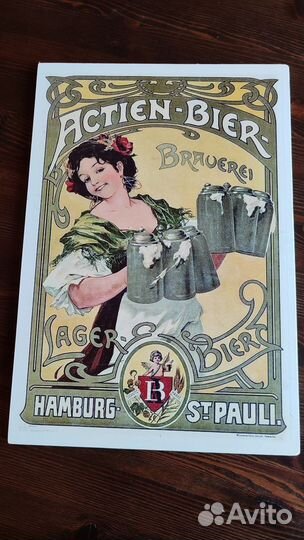 ACTIEN-BIER
BRAUEREI
LAGER-BIER
B
HAMBURG-ST PAULI.
Avito